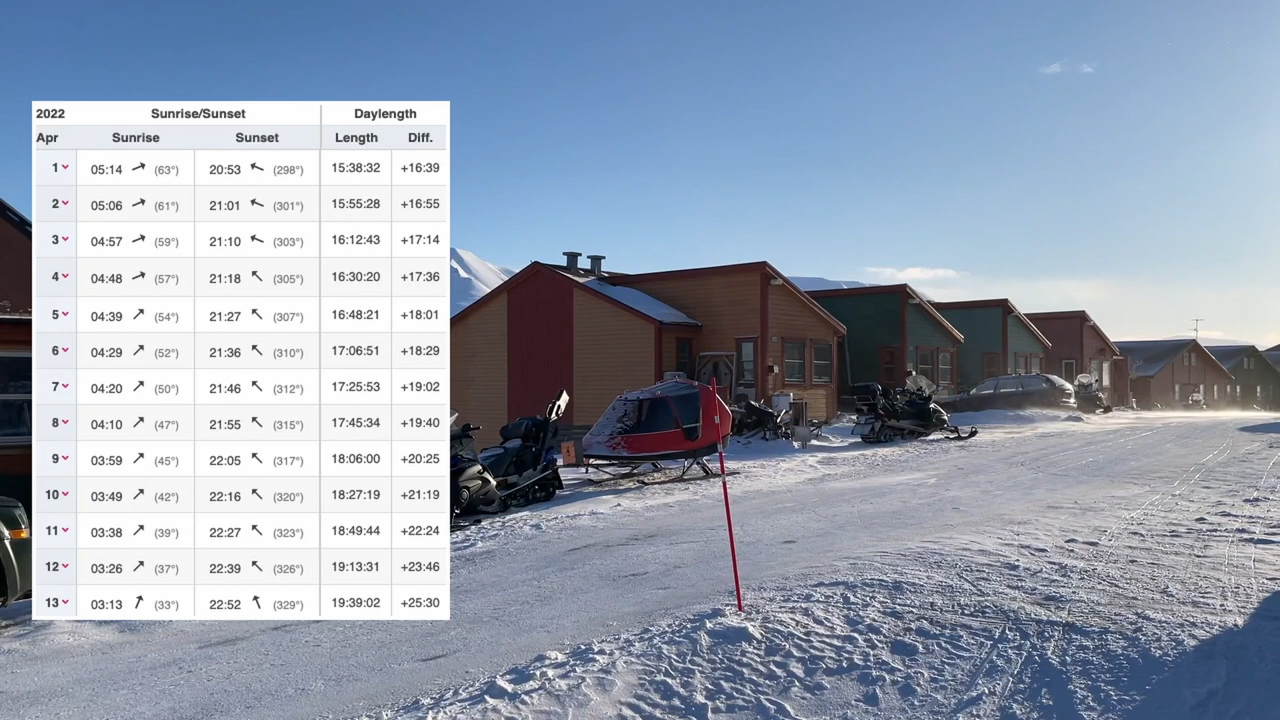 2022 Sunrise/Sunset Daylength
Apr Sunrise Sunset Length Diff.
1 05:14 (63°) 20:53 (298°) 15:38:32 +16:39
2 05:06 (61°) 21:01 (301°) 15:55:28 +16:55
3 04:57 (59°) 21:10 (303°) 16:12:43 +17:14
4 04:48 (57°) 21:18 (305°) 16:30:20 +17:36
5 04:39 (54°) 21:27 (307°) 16:48:21 +18:01
6 04:29 (52°) 21:36 (310°) 17:06:51 +18:29
7 04:20 (50°) 21:46 (312°) 17:25:53 +19:02
8 04:10 (47°) 21:55 (315°) 17:45:34 +19:40
9 03:59 (45°) 22:05 (317°) 18:06:00 +20:25
10 03:49 (42°) 22:16 (320°) 18:27:19 +21:19
11 03:38 (39°) 22:27 (323°) 18:49:44 +22:24
12 03:26 (37°) 22:39 (326°) 19:13:31 +23:46
13 03:13 (33°) 22:52 (329°) 19:39:02 +25:30